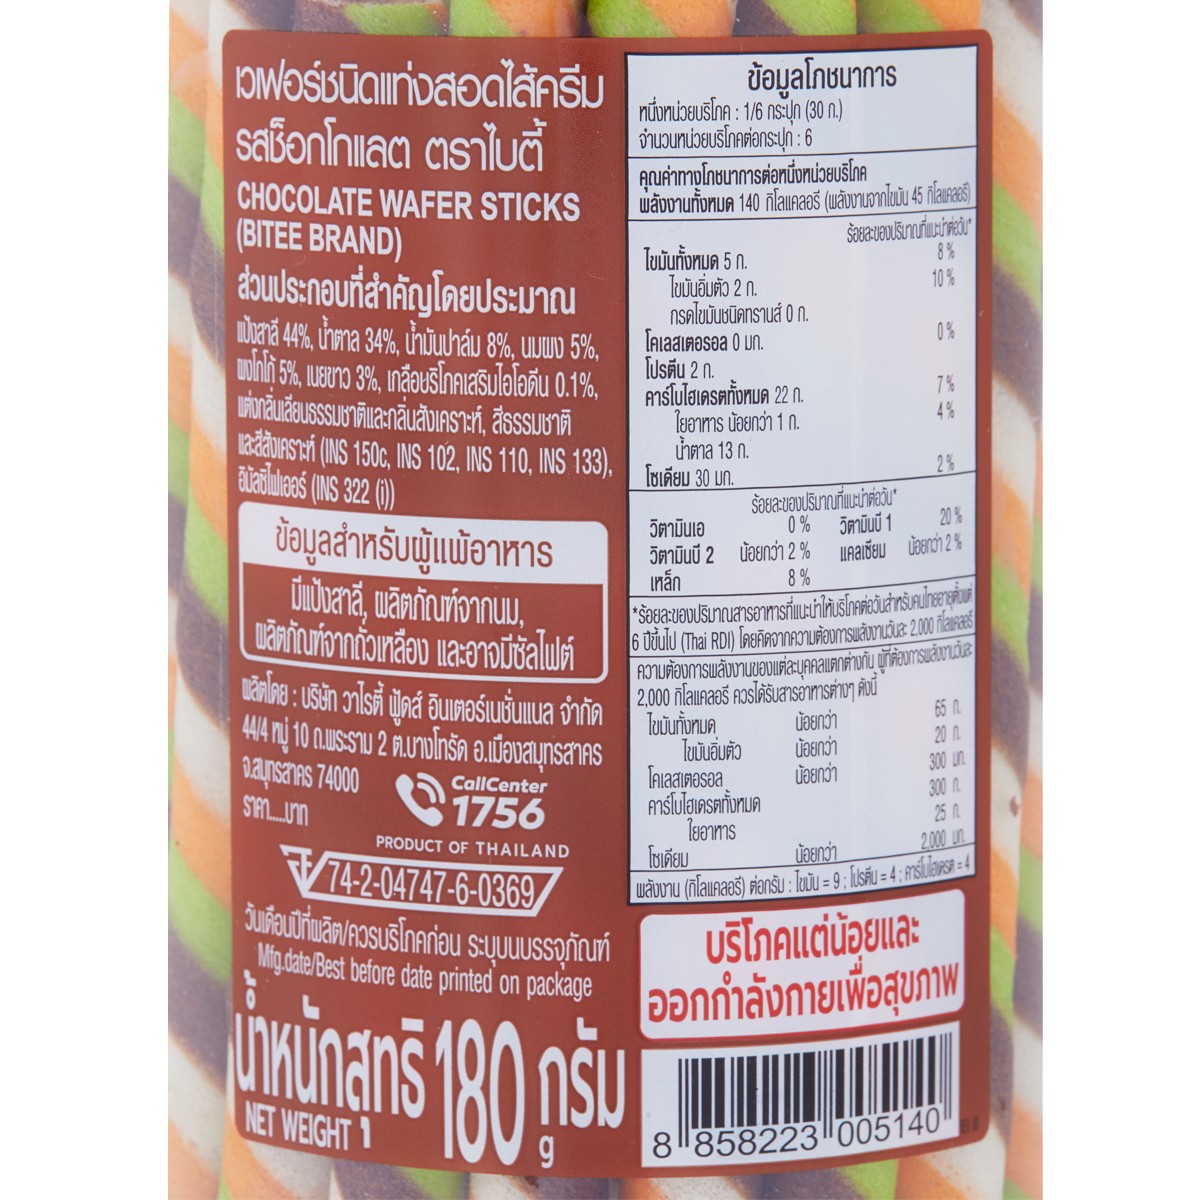 เวเฟอร์ชนิดแท่งสอดไส้ครีม
รสช็อกโกแลต ตราไบตี้
CHOCOLATE WAFER STICKS
(BITEE BRAND)
ส่วนประกอบที่สำคัญโดยประมาณ
แป้งสาลี 44%, น้ำตาล 34%, น้ำมันปาล์ม 8%, นมผง 5%,
ผงโกโก้ 5%, เนยขาว 3%, เกลือบริโภคเสริมไอโอดีน 0.1%,
แต่งกลิ่นเลียนธรรมชาติและกลิ่นสังเคราะห์, สีธรรมชาติ
และสีสังเคราะห์ (INS 150c, INS 102, INS 110, INS 133),
อิมัลซิไฟเออร์ (INS 322 (i))
ข้อมูลสำหรับผู้แพ้อาหาร
มีแป้งสาลี, ผลิตภัณฑ์จากนม,
ผลิตภัณฑ์จากถั่วเหลือง และอาจมีซัลไฟต์
ผลิตโดย : บริษัท วาไรตี้ ฟู้ดส์ อินเตอร์เนชั่นแนล จำกัด
44/4 หมู่ 10 ถ.พระราม 2 ต.บางโทรัด อ.เมืองสมุทรสาคร
จ.สมุทรสาคร 74000
ราคา.....บาท
CallCenter
1756
PRODUCT OF THAILAND
74-2-04747-6-0369
วันเดือนปีที่ผลิต/ควรบริโภคก่อน ระบุบนบรรจุภัณฑ์
Mfg.date/Best before date printed on package
น้ำหนักสุทธิ 180 กรัม
NET WEIGHT g
ข้อมูลโภชนาการ
หนึ่งหน่วยบริโภค : 1/6 กระปุก (30 ก.)
จำนวนหน่วยบริโภคต่อกระปุก : 6
คุณค่าทางโภชนาการต่อหนึ่งหน่วยบริโภค
พลังงานทั้งหมด 140 กิโลแคลอรี (พลังงานจากไขมัน 45 กิโลแคลอรี)
ร้อยละของปริมาณที่แนะนำต่อวัน*
ไขมันทั้งหมด 5 ก. 8 %
ไขมันอิ่มตัว 2 ก. 10 %
กรดไขมันชนิดทรานส์ 0 ก.
โคเลสเตอรอล 0 มก. 0 %
โปรตีน 2 ก.
คาร์โบไฮเดรตทั้งหมด 22 ก. 7 %
ใยอาหาร น้อยกว่า 1 ก. 4 %
น้ำตาล 13 ก.
โซเดียม 30 มก. 2 %
ร้อยละของปริมาณที่แนะนำต่อวัน*
วิตามินเอ 0 % วิตามินบี 1 20 %
วิตามินบี 2 น้อยกว่า 2 % แคลเซียม น้อยกว่า 2 %
เหล็ก 8 %
*ร้อยละของปริมาณสารอาหารที่แนะนำให้บริโภคต่อวันสำหรับคนไทยอายุตั้งแต่
6 ปีขึ้นไป (Thai RDI) โดยคิดจากความต้องการพลังงานวันละ 2,000 กิโลแคลอรี
ความต้องการพลังงานของแต่ละบุคคลแตกต่างกัน ผู้ที่ต้องการพลังงานวันละ
2,000 กิโลแคลอรี ควรได้รับสารอาหารต่างๆ ดังนี้
ไขมันทั้งหมด น้อยกว่า 65 ก.
ไขมันอิ่มตัว น้อยกว่า 20 ก.
โคเลสเตอรอล น้อยกว่า 300 มก.
คาร์โบไฮเดรตทั้งหมด 300 ก.
ใยอาหาร 25 ก.
โซเดียม น้อยกว่า 2,000 มก.
พลังงาน (กิโลแคลอรี) ต่อกรัม : ไขมัน = 9 ; โปรตีน = 4 ; คาร์โบไฮเดรต = 4
บริโภคแต่น้อยและ
ออกกำลังกายเพื่อสุขภาพ
8 858223 005140